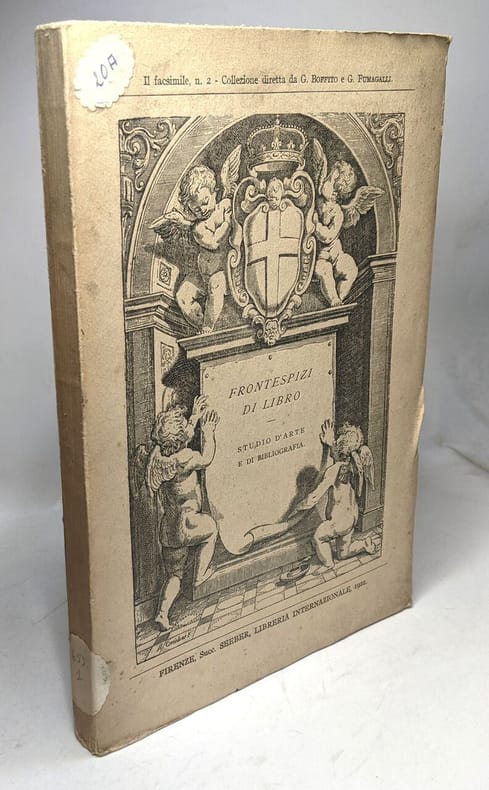 20A
Il facsimile, n. 2 - Collezione diretta da G. BOFFITO e G. FUMAGALLI.
FRONTESPIZI
DI LIBRO
STUDIO D'ARTE
E DI BIBLIOGRAFIA.
FIRENZE, Succ. SEEBER, LIBRERIA INTERNAZIONALE, 1922.